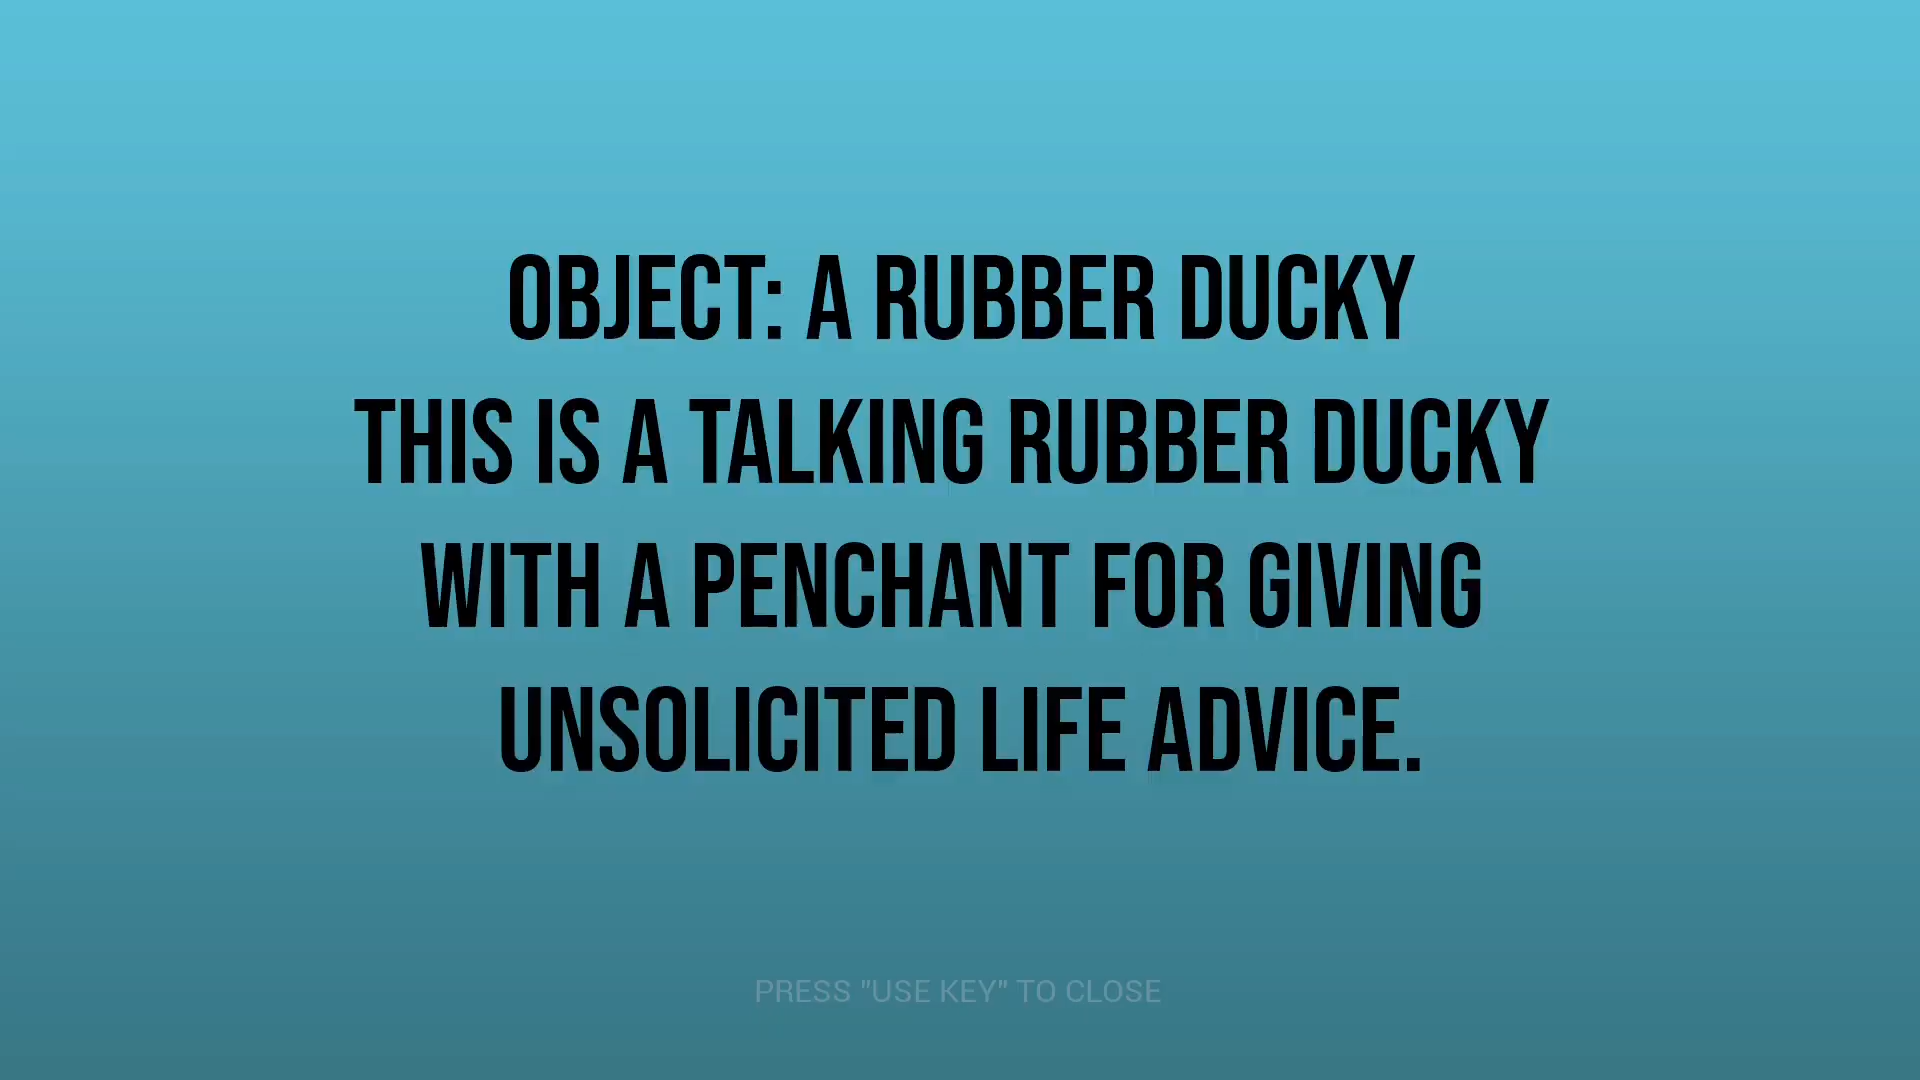 OBJECT: A RUBBER DUCKY
THIS IS A TALKING RUBBER DUCKY
WITH A PENCHANT FOR GIVING
UNSOLICITED LIFE ADVICE.
PRESS "USE KEY" TO CLOSE